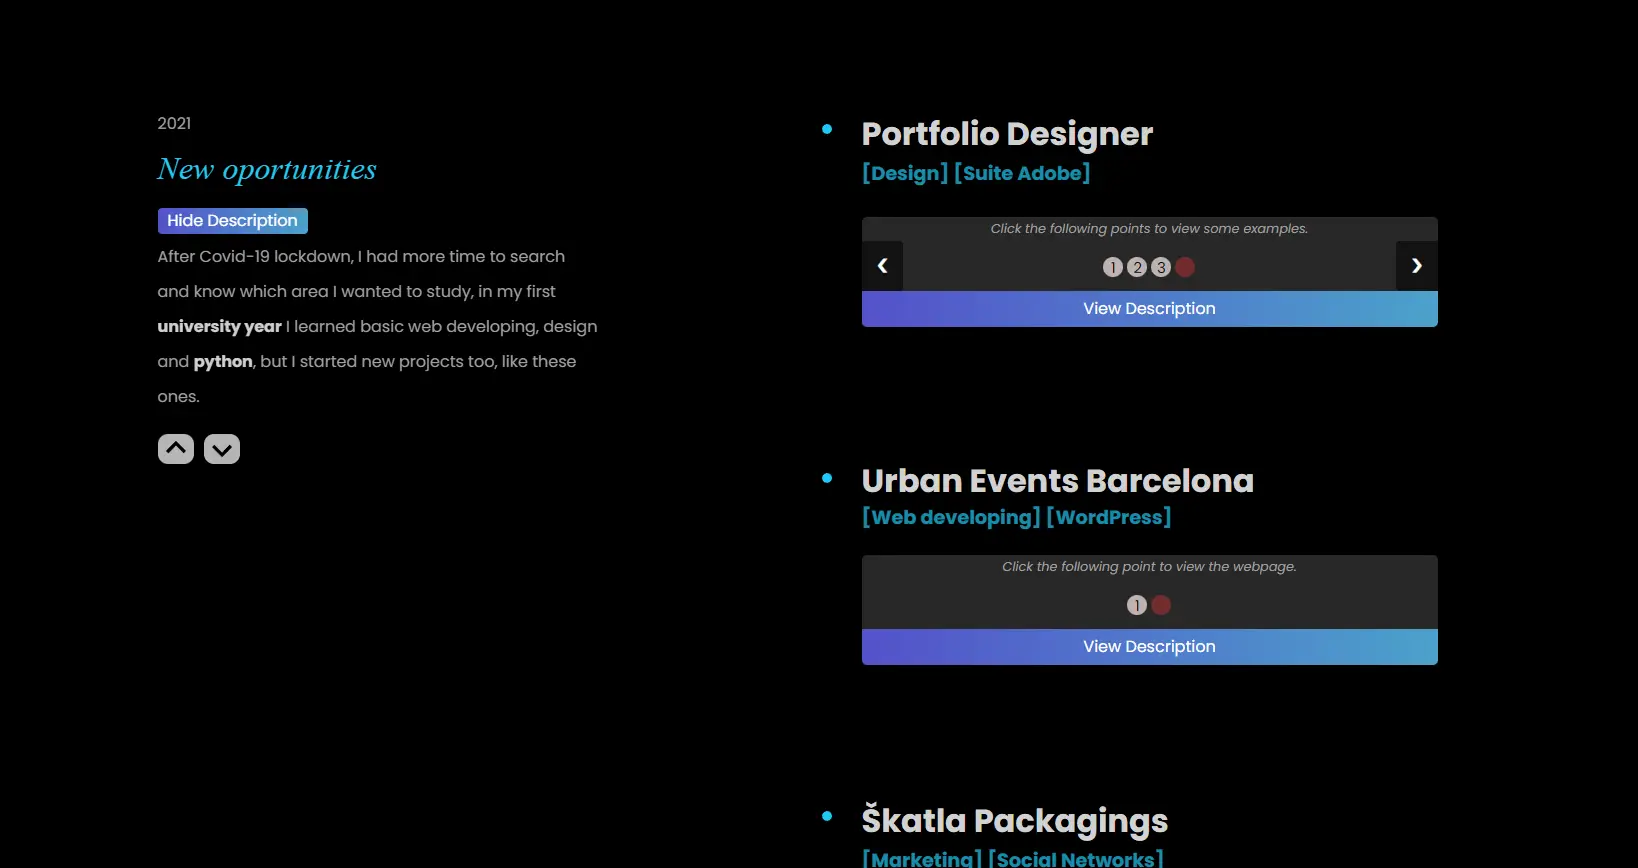 2021
New oportunities
Hide Description
After Covid-19 lockdown, I had more time to search
and know which area I wanted to study, in my first
university year I learned basic web developing, design
and python, but I started new projects too, like these
ones.
Portfolio Designer
[Design] [Suite Adobe]
Click the following points to view some examples.
❮ ❯
1 2 3
View Description
Urban Events Barcelona
[Web developing] [WordPress]
Click the following point to view the webpage.
1
View Description
Škatla Packagings
[Marketing] [Social Networks]